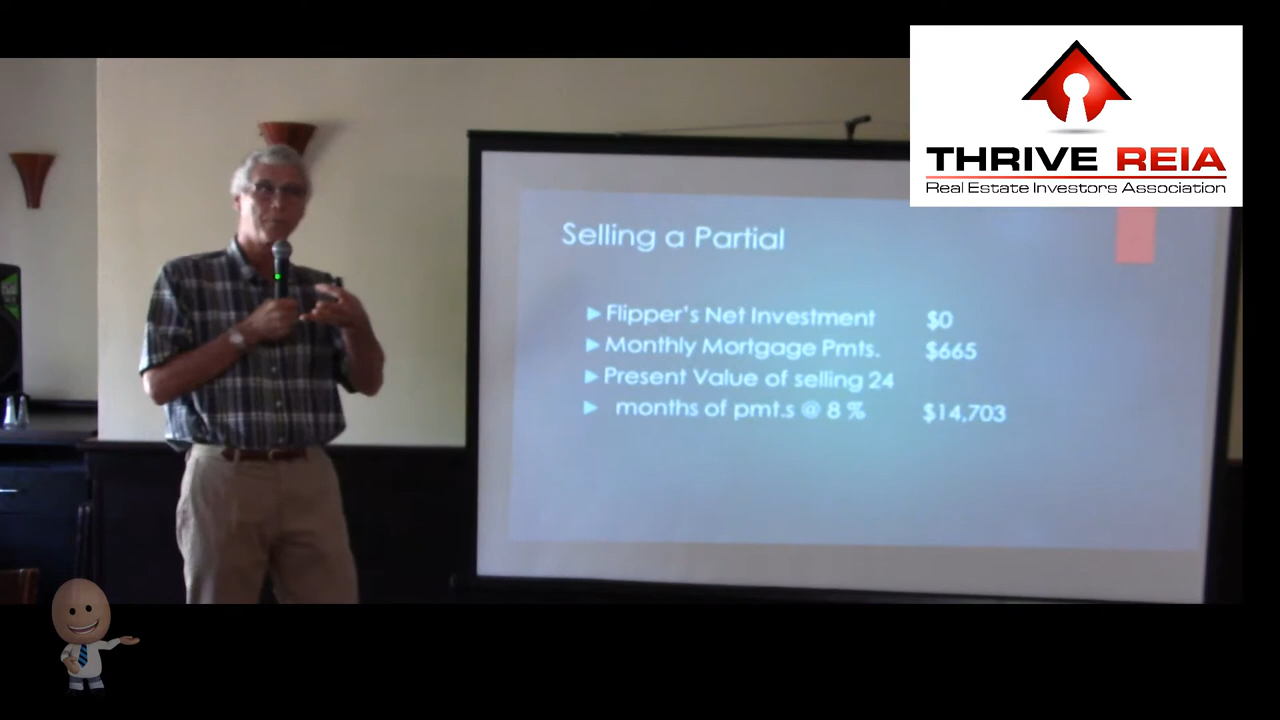 THRIVE REIA
Real Estate Investors Association
Selling a Partial
▶ Flipper's Net Investment $0
▶ Monthly Mortgage Pmts. $665
▶ Present Value of selling 24
▶ months of pmt.s @ 8 % $14,703